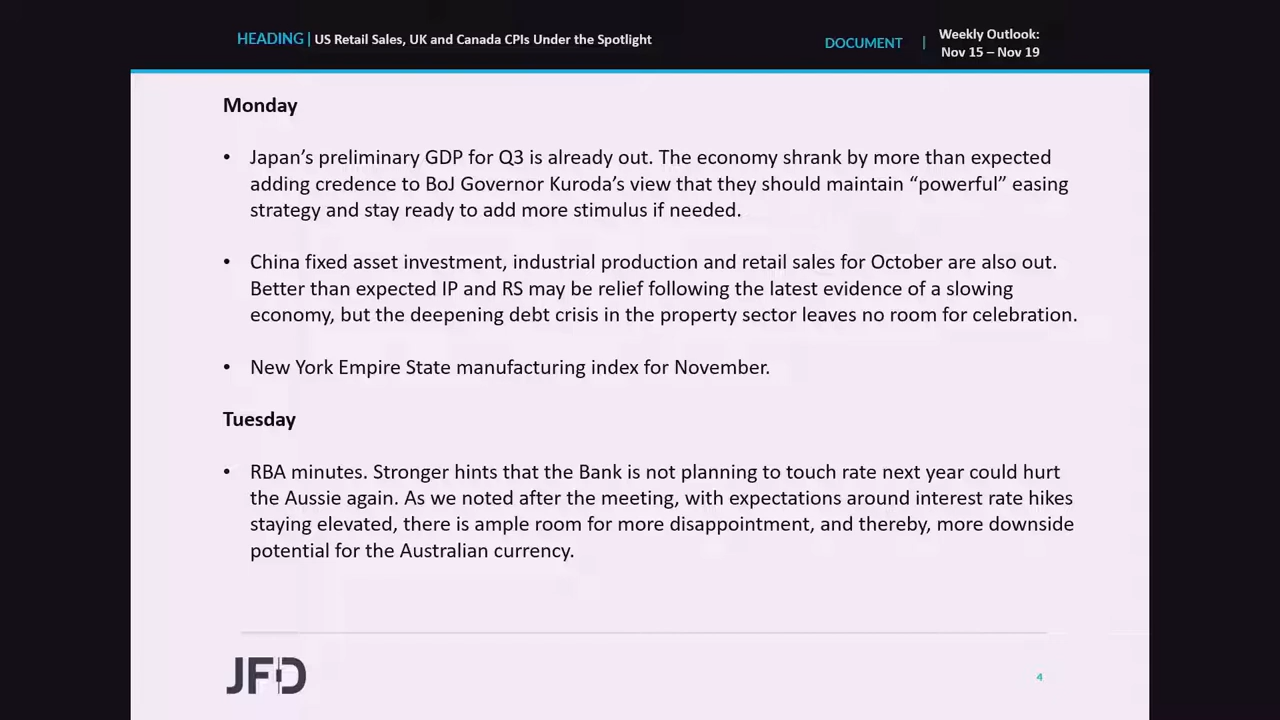 HEADING | US Retail Sales, UK and Canada CPIs Under the Spotlight
DOCUMENT | Weekly Outlook:
Nov 15 – Nov 19
Monday
• Japan’s preliminary GDP for Q3 is already out. The economy shrank by more than expected
adding credence to BoJ Governor Kuroda’s view that they should maintain “powerful” easing
strategy and stay ready to add more stimulus if needed.
• China fixed asset investment, industrial production and retail sales for October are also out.
Better than expected IP and RS may be relief following the latest evidence of a slowing
economy, but the deepening debt crisis in the property sector leaves no room for celebration.
• New York Empire State manufacturing index for November.
Tuesday
• RBA minutes. Stronger hints that the Bank is not planning to touch rate next year could hurt
the Aussie again. As we noted after the meeting, with expectations around interest rate hikes
staying elevated, there is ample room for more disappointment, and thereby, more downside
potential for the Australian currency.
JFD
4